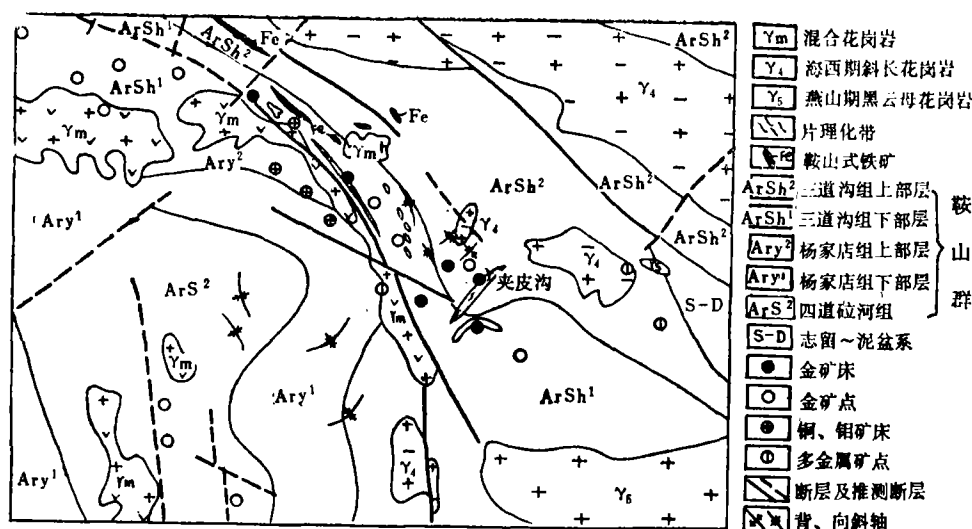 ArSh¹
Fe
ArSh²
ArSh²
γ₄
ArSh¹
γm
γm
Fe
Fe
γm
Ary²
ArSh²
ArSh²
Ary¹
γ₄
ArSh²
γ₄
γ₅
夹皮沟
ArS²
γm
S-D
γm
Ary¹
ArSh¹
Ary¹
γm
γ₄
γ₅
γm 混合花岗岩
γ₄ 海西期斜长花岗岩
γ₅ 燕山期黑云母花岗岩
片理化带
Fe 鞍山式铁矿
ArSh² 三道沟组上部层
ArSh¹ 三道沟组下部层
Ary² 杨家店组上部层
Ary¹ 杨家店组下部层
ArS² 四道砬河组
鞍山群
S-D 志留~泥盆系
金矿床
金矿点
铜、钼矿床
多金属矿点
断层及推测断层
背、向斜轴